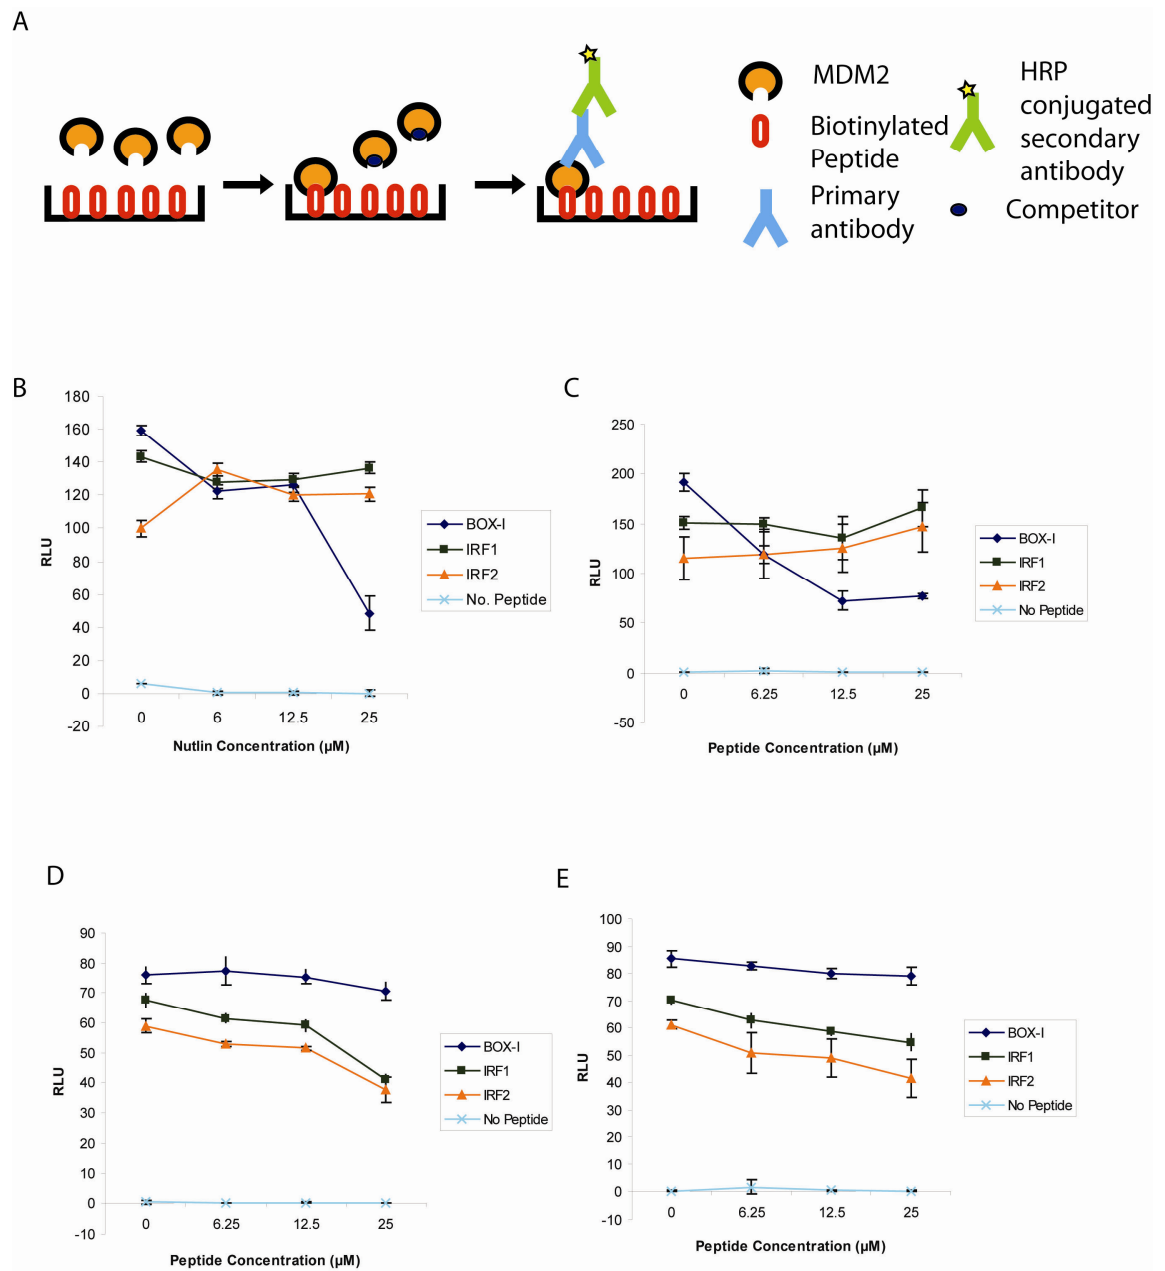 A
MDM2
Biotinylated
Peptide
Primary
antibody
HRP
conjugated
secondary
antibody
Competitor
B
180
160
140
120
100
80
60
40
20
0
-20
RLU
0
6
12.5
25
Nutlin Concentration (µM)
BOX-I
IRF1
IRF2
No. Peptide
C
250
200
150
100
50
0
-50
RLU
0
6.25
12.5
25
Peptide Concentration (µM)
BOX-I
IRF1
IRF2
No Peptide
D
90
80
70
60
50
40
30
20
10
0
-10
RLU
0
6.25
12.5
25
Peptide Concentration (µM)
BOX-I
IRF1
IRF2
No Peptide
E
100
90
80
70
60
50
40
30
20
10
0
-10
RLU
0
6.25
12.5
25
Peptide Concentration (µM)
BOX-I
IRF1
IRF2
No Peptide